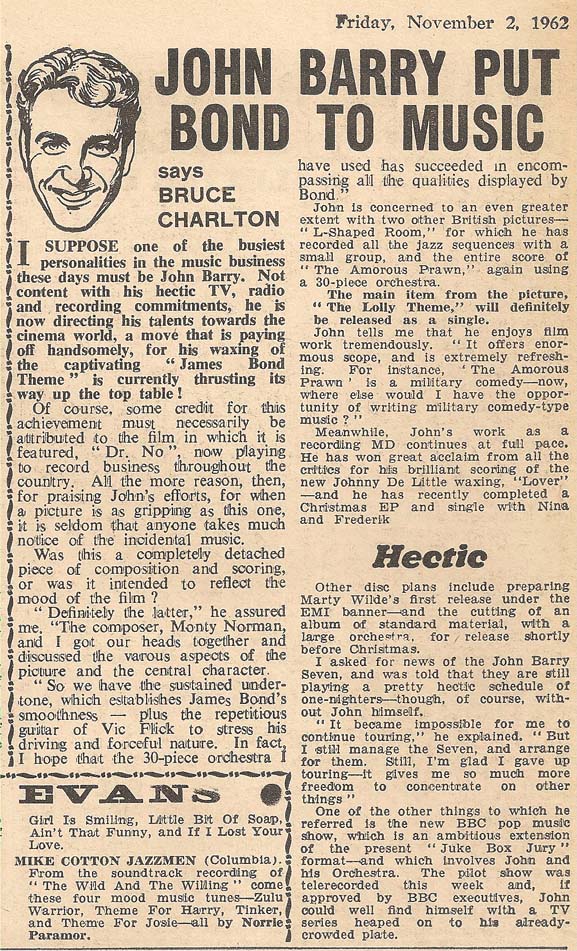 Friday, November 2, 1962
JOHN BARRY PUT
BOND TO MUSIC
says
BRUCE
CHARLTON
I SUPPOSE one of the busiest
personalities in the music business
these days must be John Barry. Not
content with his hectic TV, radio
and recording commitments, he is
now directing his talents towards the
cinema world, a move that is paying
off handsomely, for his waxing of
the captivating "James Bond
Theme" is currently thrusting its
way up the top table!
Of course, some credit for this
achievement must necessarily be
attributed to the film in which it is
featured, "Dr. No", now playing
to record business throughout the
country. All the more reason, then,
for praising John's efforts, for when
a picture is as gripping as this one,
it is seldom that anyone takes much
notice of the incidental music.
Was this a completely detached
piece of composition and scoring,
or was it intended to reflect the
mood of the film?
"Definitely the latter," he assured
me. "The composer, Monty Norman,
and I got our heads together and
discussed the varous aspects of the
picture and the central character.
"So we have the sustained under-
tone, which establishes James Bond's
smoothness — plus the repetitious
guitar of Vic Flick to stress his
driving and forceful nature. In fact,
I hope that the 30-piece orchestra I
have used has succeeded in encom-
passing all the qualities displayed by
Bond."
John is concerned to an even greater
extent with two other British pictures—
"L-Shaped Room," for which he has
recorded all the jazz sequences with a
small group, and the entire score of
"The Amorous Prawn," again using
a 30-piece orchestra.
The main item from the picture,
"The Lolly Theme," will definitely
be released as a single.
John tells me that he enjoys film
work tremendously. "It offers enor-
mous scope, and is extremely refresh-
ing. For instance, 'The Amorous
Prawn' is a military comedy—now,
where else would I have the oppor-
tunity of writing military comedy-type
music?"
Meanwhile, John's work as a
recording MD continues at full pace.
He has won great acclaim from all the
critics for his brilliant scoring of the
new Johnny De Little waxing, "Lover"
—and he has recently completed a
Christmas EP and single with Nina
and Frederik
Hectic
Other disc plans include preparing
Marty Wilde's first release under the
EMI banner—and the cutting of an
album of standard material, with a
large orchestra, for release shortly
before Christmas.
I asked for news of the John Barry
Seven, and was told that they are still
playing a pretty hectic schedule of
one-nighters—though, of course, with-
out John himself.
"It became impossible for me to
continue touring," he explained. "But
I still manage the Seven, and arrange
for them. Still, I'm glad I gave up
touring—it gives me so much more
freedom to concentrate on other
things"
One of the other things to which he
referred is the new BBC pop music
show, which is an ambitious extension
of the present "Juke Box Jury"
format—and which involves John and
his Orchestra. The pilot show was
telerecorded this week and, if
approved by BBC executives, John
could well find himself with a TV
series heaped on to his already-
crowded plate.
EVANS
Girl Is Smiling, Little Bit Of Soap,
Ain't That Funny, and If I Lost Your
Love.
MIKE COTTON JAZZMEN (Columbia).
From the soundtrack recording of
"The Wild And The Willing" come
these four mood music tunes—Zulu
Warrior, Theme For Harry, Tinker,
and Theme For Josie—all by Norrie
Paramor.